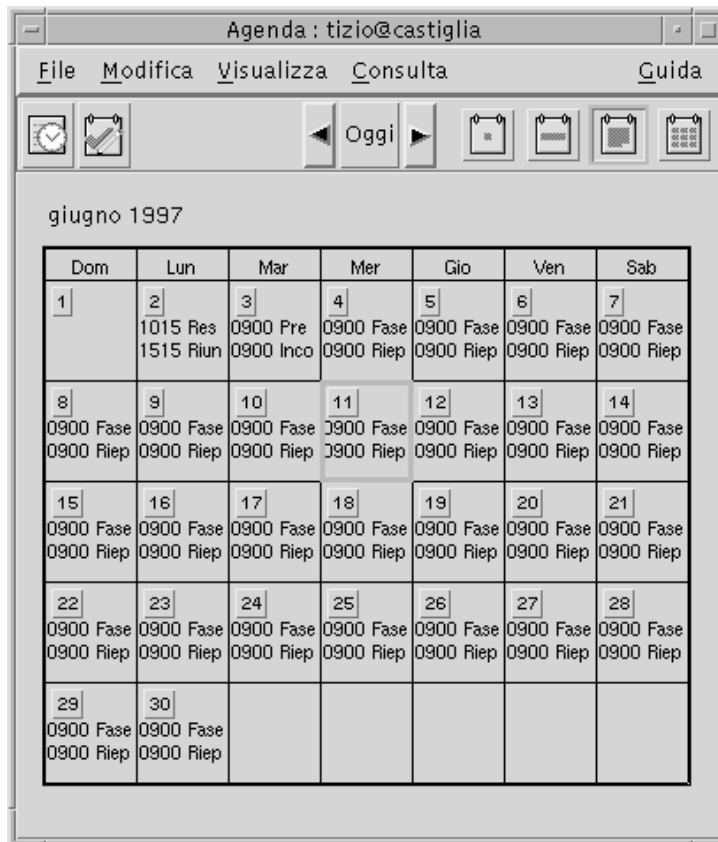 Agenda : tizio@castiglia
File Modifica Visualizza Consulta Guida
Oggi
giugno 1997
Dom Lun Mar Mer Gio Ven Sab
1 2 3 4 5 6 7
1015 Res 0900 Pre 0900 Fase 0900 Fase 0900 Fase 0900 Fase
1515 Riun 0900 Inco 0900 Riep 0900 Riep 0900 Riep 0900 Riep
8 9 10 11 12 13 14
0900 Fase 0900 Fase 0900 Fase 0900 Fase 0900 Fase 0900 Fase 0900 Fase
0900 Riep 0900 Riep 0900 Riep 0900 Riep 0900 Riep 0900 Riep 0900 Riep
15 16 17 18 19 20 21
0900 Fase 0900 Fase 0900 Fase 0900 Fase 0900 Fase 0900 Fase 0900 Fase
0900 Riep 0900 Riep 0900 Riep 0900 Riep 0900 Riep 0900 Riep 0900 Riep
22 23 24 25 26 27 28
0900 Fase 0900 Fase 0900 Fase 0900 Fase 0900 Fase 0900 Fase 0900 Fase
0900 Riep 0900 Riep 0900 Riep 0900 Riep 0900 Riep 0900 Riep 0900 Riep
29 30
0900 Fase 0900 Fase
0900 Riep 0900 Riep